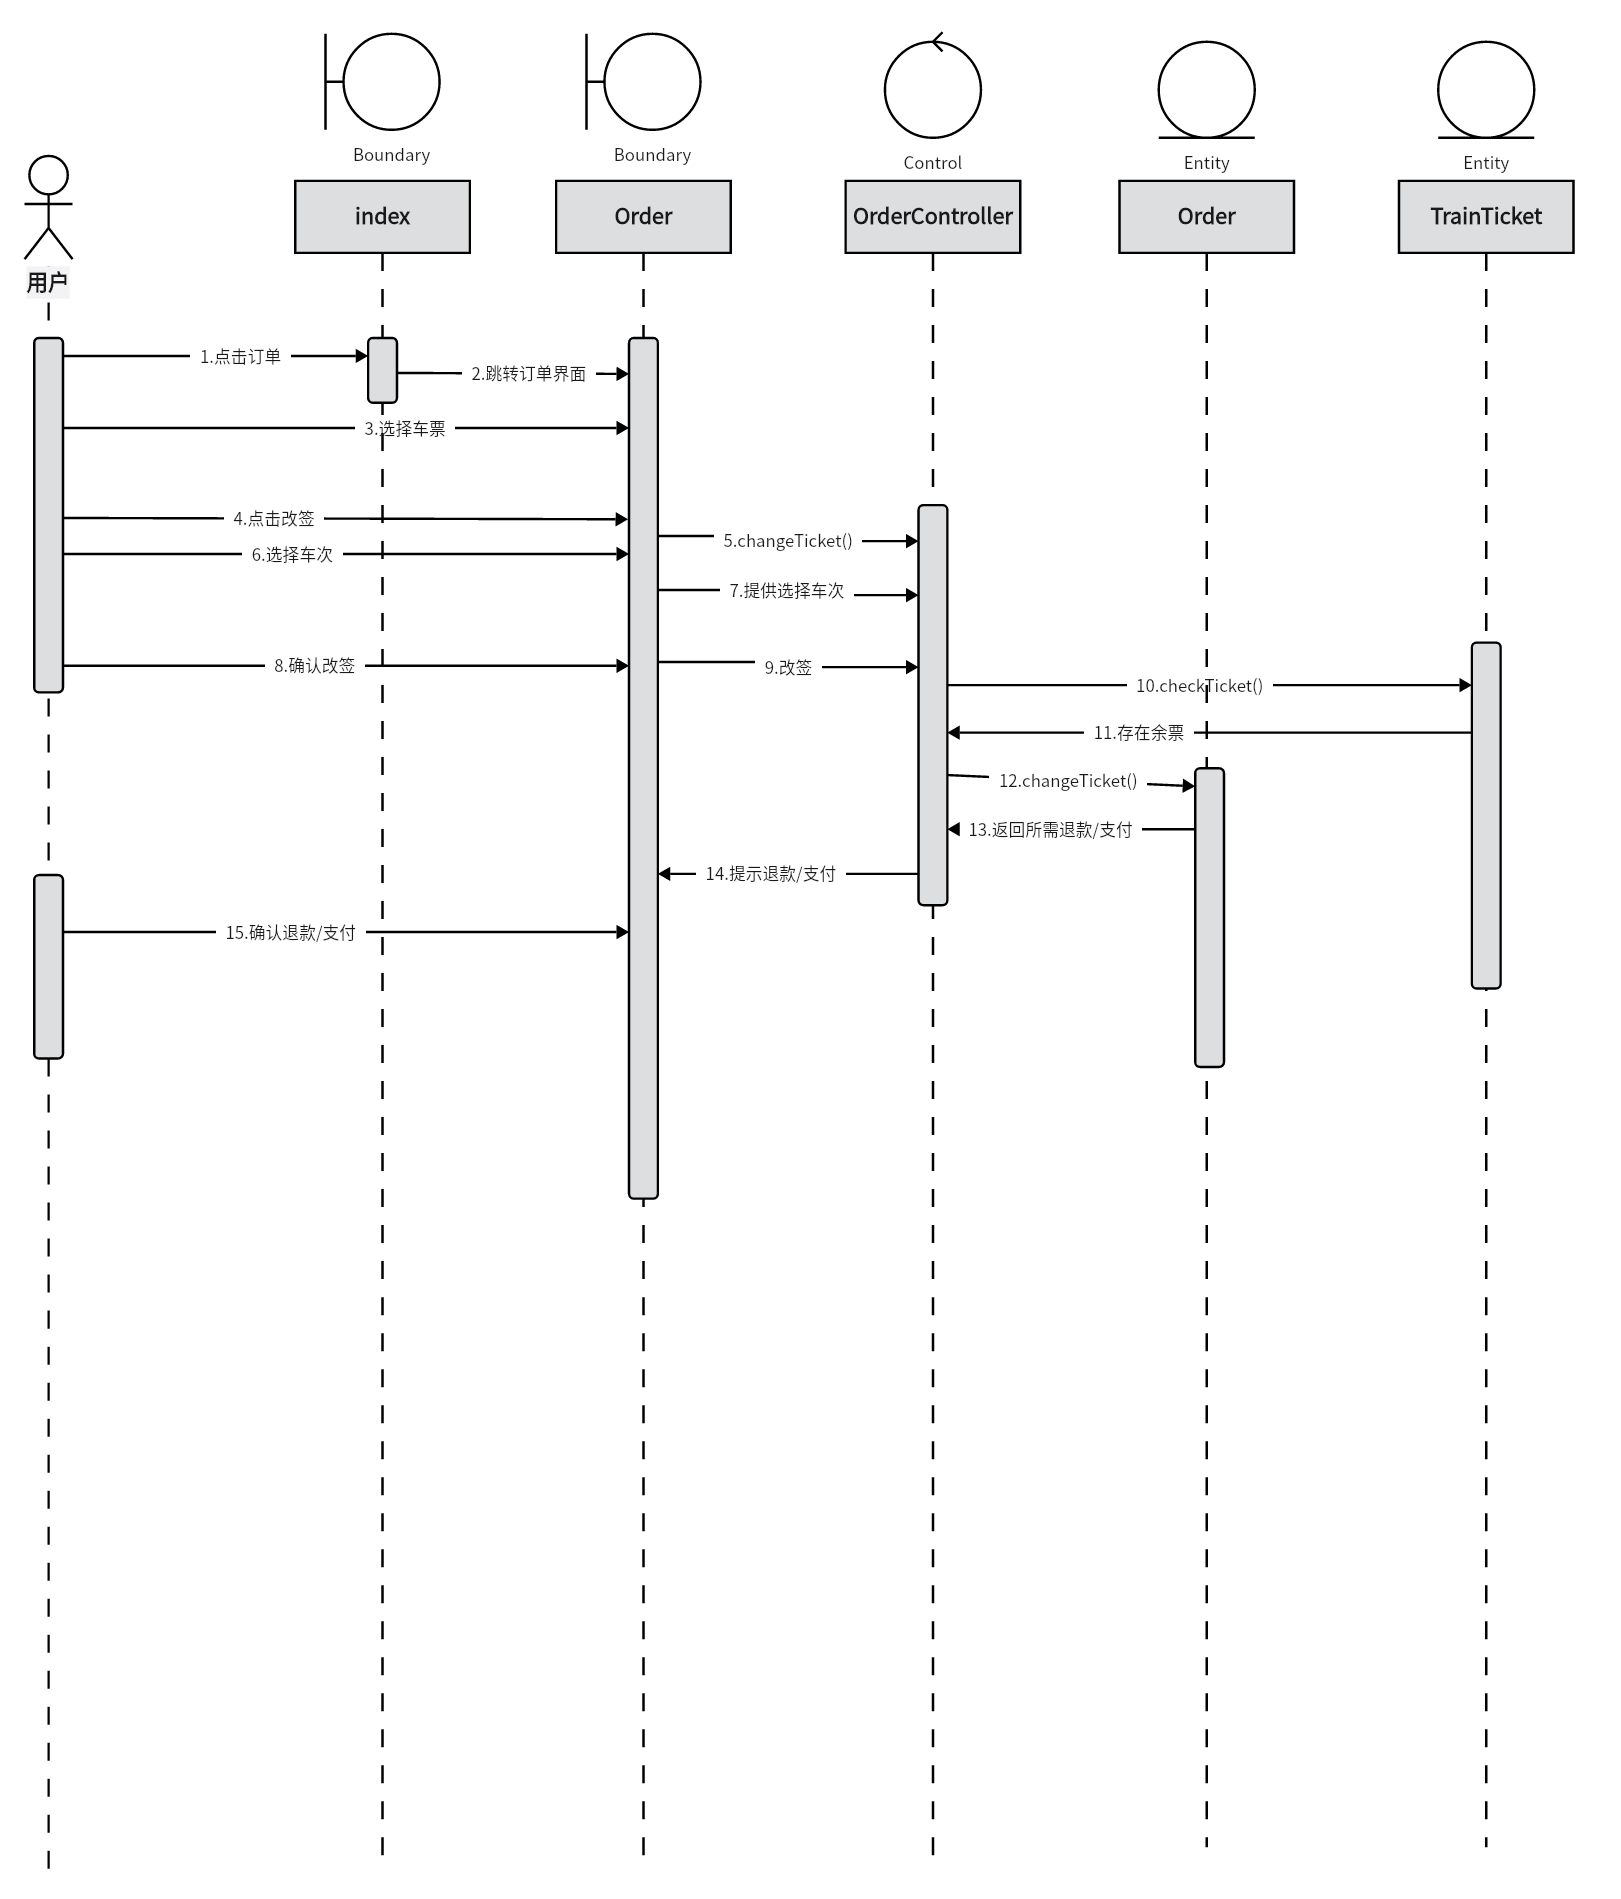 Boundary
Boundary
Control
Entity
Entity
用户
index
Order
OrderController
Order
TrainTicket
1.点击订单
2.跳转订单界面
3.选择车票
4.点击改签
5.changeTicket()
6.选择车次
7.提供选择车次
8.确认改签
9.改签
10.checkTicket()
11.存在余票
12.changeTicket()
13.返回所需退款/支付
14.提示退款/支付
15.确认退款/支付